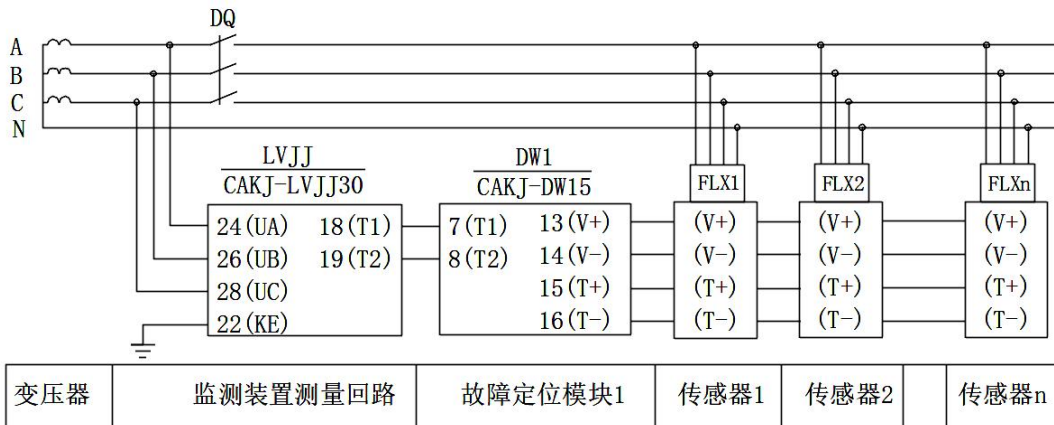 DQ
A
B
C
N
LVJJ
CAKJ-LVJJ30
DW1
CAKJ-DW15
FLX1
FLX2
FLXn
24(UA) 18(T1)
26(UB) 19(T2)
28(UC)
22(KE)
7(T1) 13(V+)
8(T2) 14(V-)
15(T+)
16(T-)
(V+)
(V-)
(T+)
(T-)
(V+)
(V-)
(T+)
(T-)
(V+)
(V-)
(T+)
(T-)
变压器 监测装置测量回路 故障定位模块1 传感器1 传感器2 传感器n